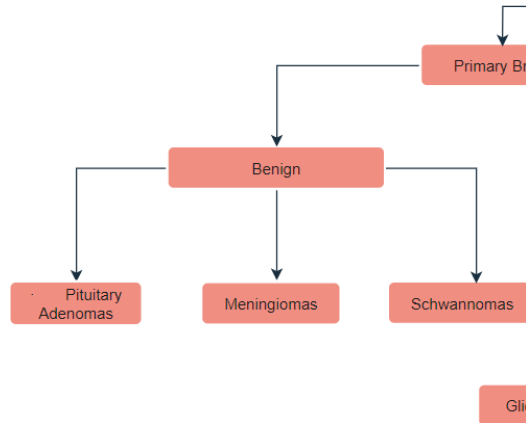 Primary Br
Benign
· Pituitary
Adenomas
Meningiomas
Schwannomas
Gli